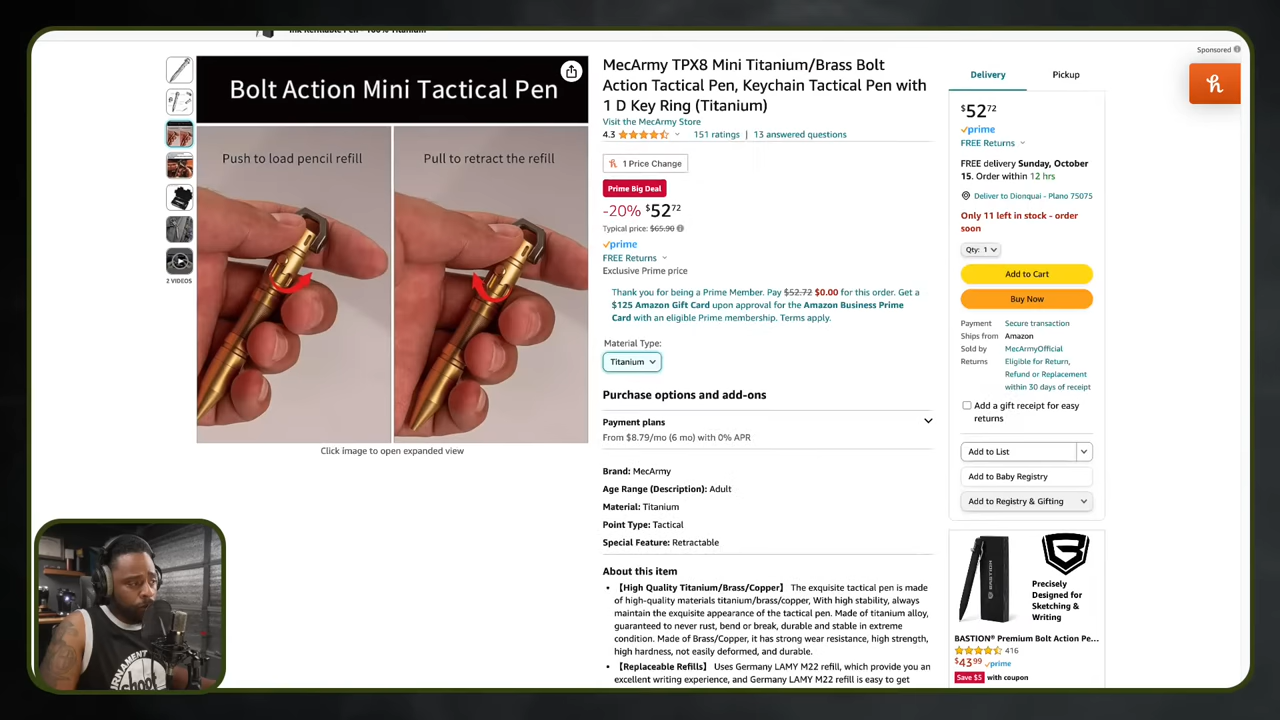 Ink Refillable Pen - 100% Titanium
Sponsored
Bolt Action Mini Tactical Pen
Push to load pencil refill
Pull to retract the refill
2 VIDEOS
Click image to open expanded view
MecArmy TPX8 Mini Titanium/Brass Bolt
Action Tactical Pen, Keychain Tactical Pen with
1 D Key Ring (Titanium)
Visit the MecArmy Store
4.3 151 ratings | 13 answered questions
1 Price Change
Prime Big Deal
-20% $52 72
Typical price: $65.90
prime
FREE Returns
Exclusive Prime price
Thank you for being a Prime Member. Pay $52.72 $0.00 for this order. Get a
$125 Amazon Gift Card upon approval for the Amazon Business Prime
Card with an eligible Prime membership. Terms apply.
Material Type:
Titanium
Purchase options and add-ons
Payment plans
From $8.79/mo (6 mo) with 0% APR
Brand: MecArmy
Age Range (Description): Adult
Material: Titanium
Point Type: Tactical
Special Feature: Retractable
About this item
• 【High Quality Titanium/Brass/Copper】 The exquisite tactical pen is made
of high-quality materials titanium/brass/copper, With high stability, always
maintain the exquisite appearance of the tactical pen. Made of titanium alloy,
guaranteed to never rust, bend or break, durable and stable in extreme
condition. Made of Brass/Copper, it has strong wear resistance, high strength,
high hardness, not easily deformed, and durable.
• 【Replaceable Refills】 Uses Germany LAMY M22 refill, which provide you an
excellent writing experience, and Germany LAMY M22 refill is easy to get
Delivery Pickup
$52 72
prime
FREE Returns
FREE delivery Sunday, October
15. Order within 12 hrs
Deliver to Dionquai - Plano 75075
Only 11 left in stock - order
soon
Qty: 1
Add to Cart
Buy Now
Payment Secure transaction
Ships from Amazon
Sold by MecArmyOfficial
Returns Eligible for Return,
Refund or Replacement
within 30 days of receipt
Add a gift receipt for easy
returns
Add to List
Add to Baby Registry
Add to Registry & Gifting
Precisely
Designed for
Sketching &
Writing
BASTION® Premium Bolt Action Pe...
416
$43 99 prime
Save $5 with coupon